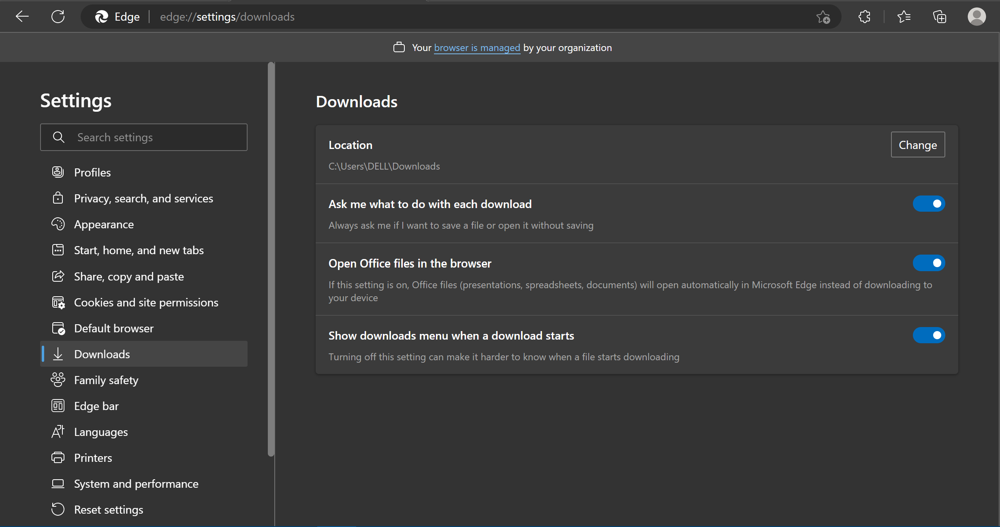 Edge edge://settings/downloads
Your browser is managed by your organization
Settings
Search settings
Profiles
Privacy, search, and services
Appearance
Start, home, and new tabs
Share, copy and paste
Cookies and site permissions
Default browser
Downloads
Family safety
Edge bar
Languages
Printers
System and performance
Reset settings
Downloads
Location
Change
C:\Users\DELL\Downloads
Ask me what to do with each download
Always ask me if I want to save a file or open it without saving
Open Office files in the browser
If this setting is on, Office files (presentations, spreadsheets, documents) will open automatically in Microsoft Edge instead of downloading to
your device
Show downloads menu when a download starts
Turning off this setting can make it harder to know when a file starts downloading